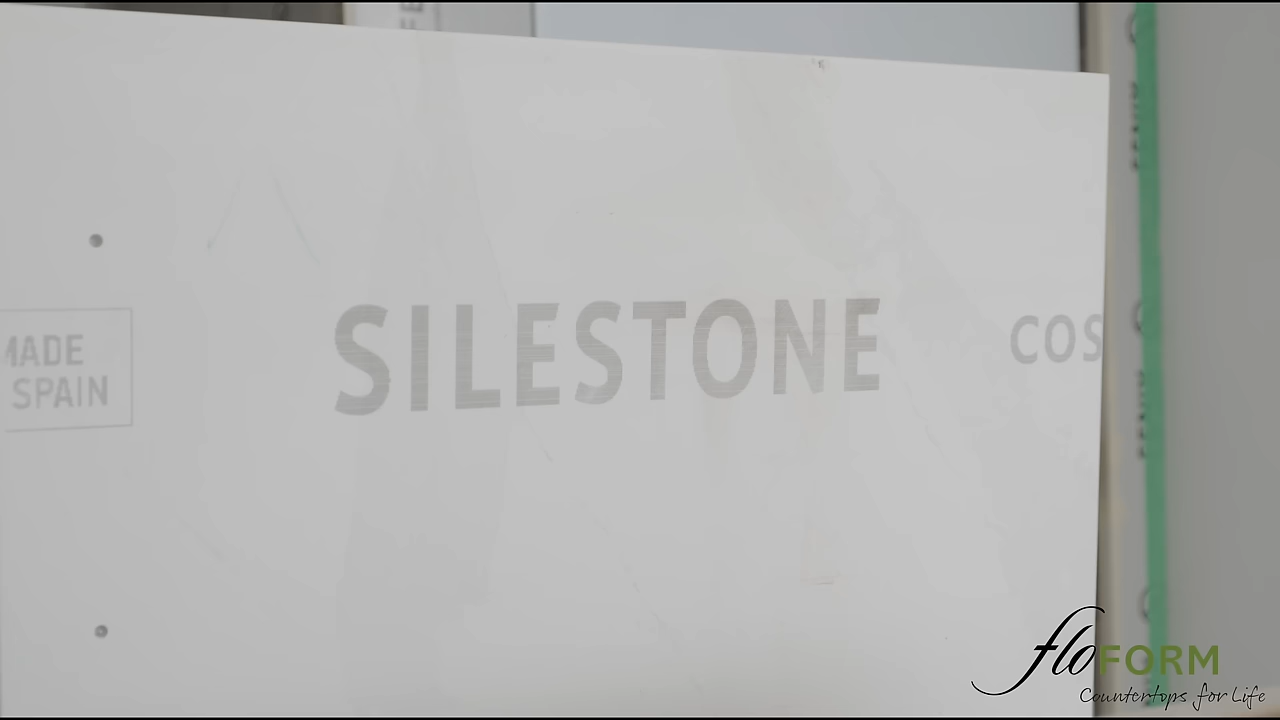 MADE
SPAIN
SILESTONE
COS
floFORM
Countertops for Life